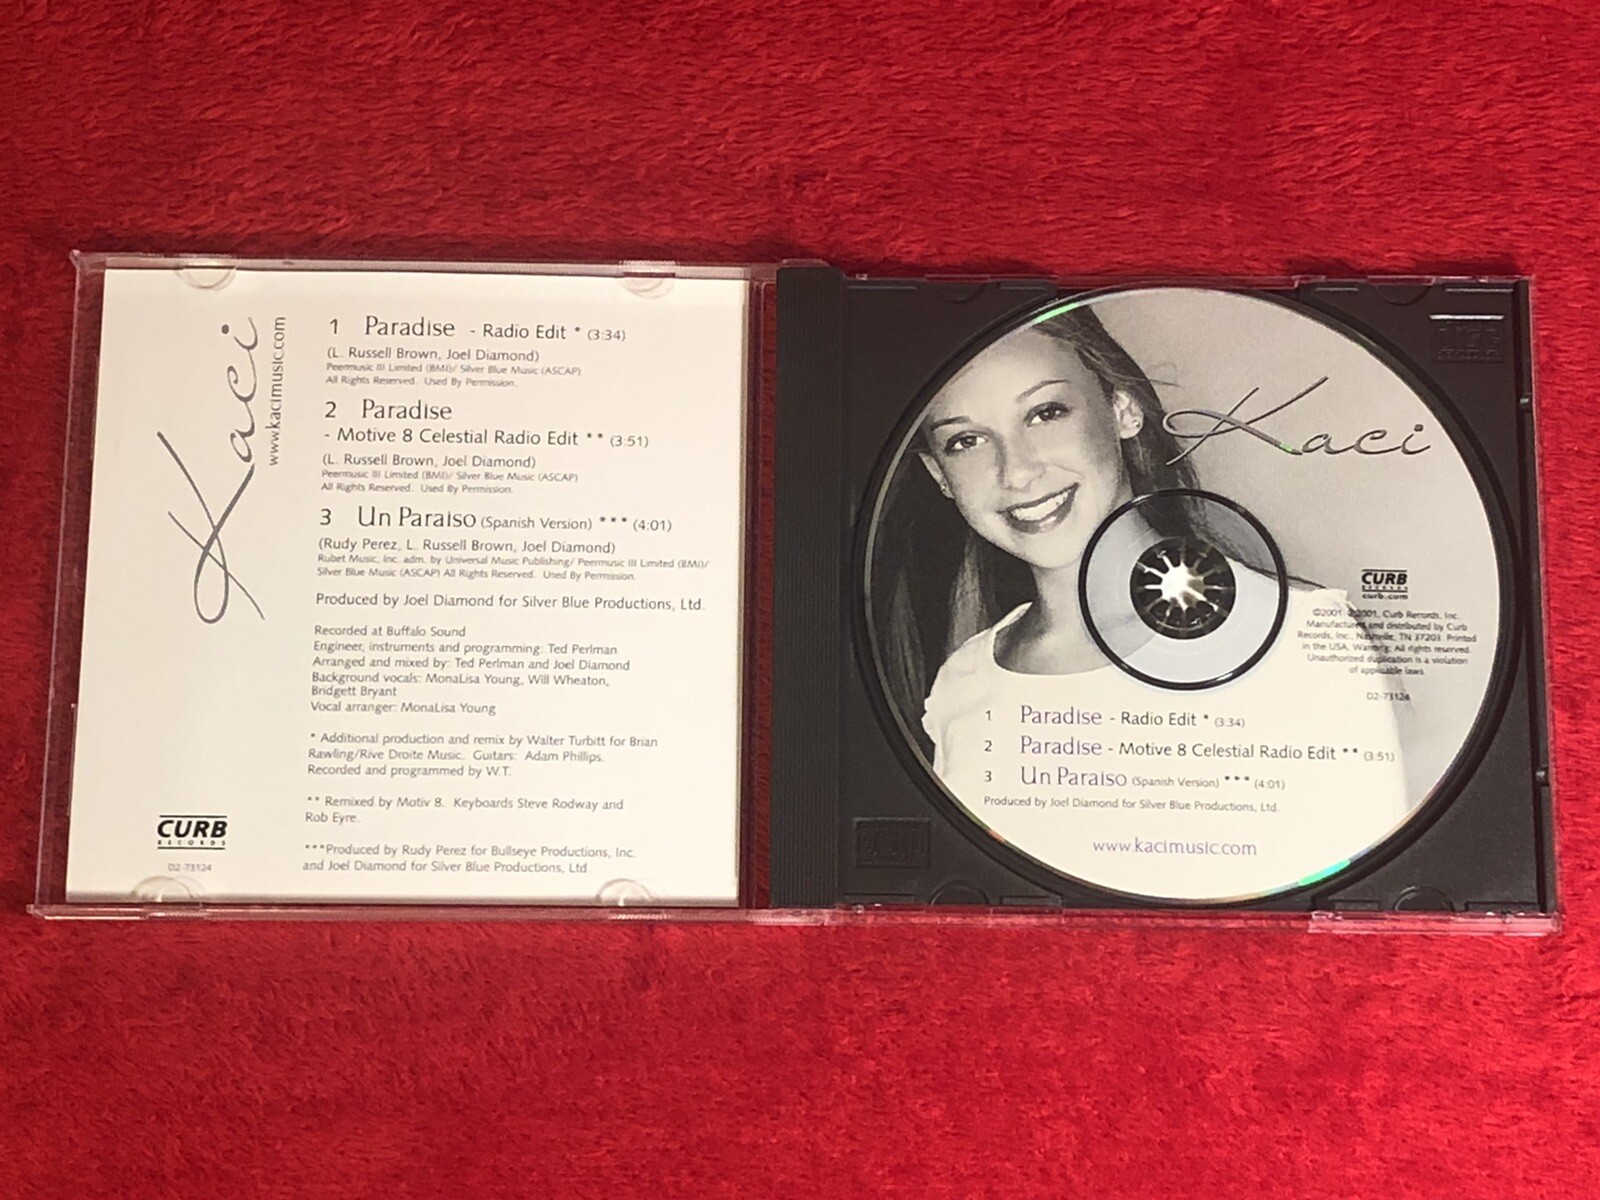 Kaci
www.kacimusic.com
CURB
RECORDS
D2-73124
1 Paradise - Radio Edit * (3:34)
(L. Russell Brown, Joel Diamond)
Peermusic III Limited (BMI)/ Silver Blue Music (ASCAP)
All Rights Reserved. Used By Permission.
2 Paradise
- Motive 8 Celestial Radio Edit ** (3:51)
(L. Russell Brown, Joel Diamond)
Peermusic III Limited (BMI)/ Silver Blue Music (ASCAP)
All Rights Reserved. Used By Permission.
3 Un Paraiso (Spanish Version) *** (4:01)
(Rudy Perez, L. Russell Brown, Joel Diamond)
Rubet Music, Inc. adm. by Universal Music Publishing/ Peermusic III Limited (BMI)/
Silver Blue Music (ASCAP) All Rights Reserved. Used By Permission.
Produced by Joel Diamond for Silver Blue Productions, Ltd.
Recorded at Buffalo Sound
Engineer, instruments and programming: Ted Perlman
Arranged and mixed by: Ted Perlman and Joel Diamond
Background vocals: MonaLisa Young, Will Wheaton,
Bridgett Bryant
Vocal arranger: MonaLisa Young
* Additional production and remix by Walter Turbitt for Brian
Rawling/Rive Droite Music. Guitars: Adam Phillips.
Recorded and programmed by W.T.
** Remixed by Motiv 8. Keyboards Steve Rodway and
Rob Eyre.
***Produced by Rudy Perez for Bullseye Productions, Inc.
and Joel Diamond for Silver Blue Productions, Ltd.
Kaci
CURB
RECORDS
curb.com
©2001 ℗2001, Curb Records, Inc.
Manufactured and distributed by Curb
Records, Inc., Nashville, TN 37203. Printed
in the USA. Warning: All rights reserved.
Unauthorized duplication is a violation
of applicable laws.
D2-73124
1 Paradise - Radio Edit * (3:34)
2 Paradise - Motive 8 Celestial Radio Edit ** (3:51)
3 Un Paraiso (Spanish Version) *** (4:01)
Produced by Joel Diamond for Silver Blue Productions, Ltd.
www.kacimusic.com